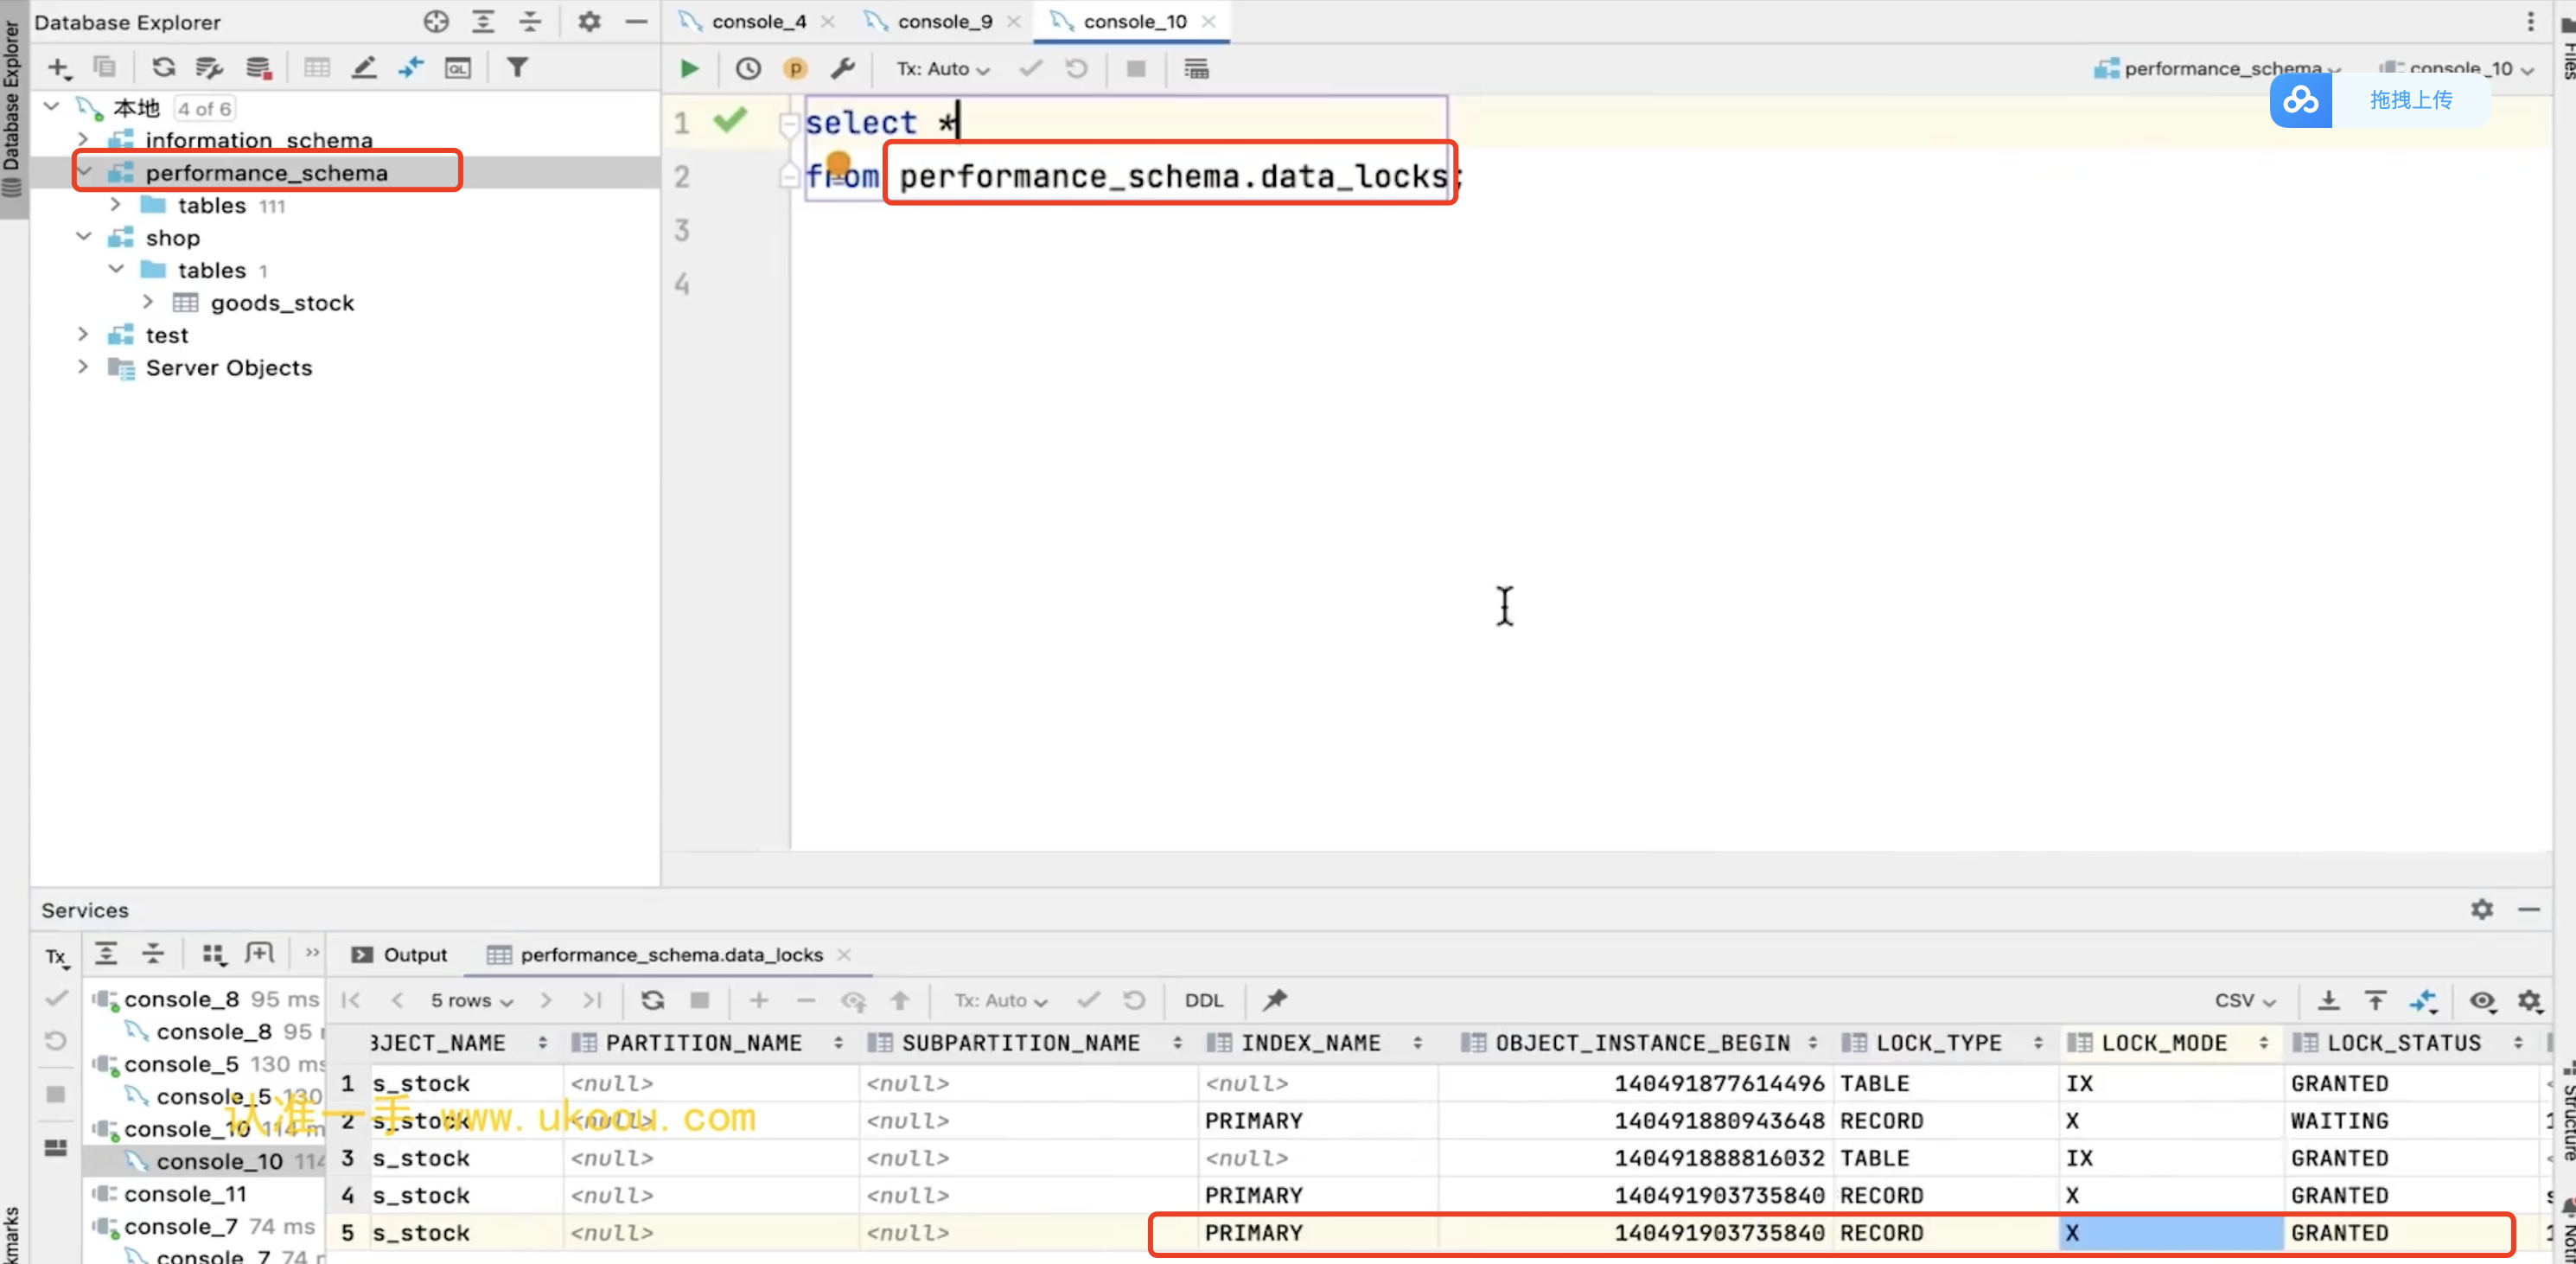 Database Explorer
console_4
console_9
console_10
Tx: Auto
performance_schema
console_10
拖拽上传
Database Explorer
Files
本地 4 of 6
information_schema
performance_schema
tables 111
shop
tables 1
goods_stock
test
Server Objects
1 select *
2 from performance_schema.data_locks;
3
4
Services
Tx
Output
performance_schema.data_locks
console_8 95 ms
console_8 95
console_5 130 ms
console_5 130
console_10 114 m
console_10 114
console_11
console_7 74 ms
console_7 74
5 rows
Tx: Auto
DDL
CSV
BJECT_NAME PARTITION_NAME SUBPARTITION_NAME INDEX_NAME OBJECT_INSTANCE_BEGIN LOCK_TYPE LOCK_MODE LOCK_STATUS
1 s_stock <null> <null> <null> 140491877614496 TABLE IX GRANTED
2 s_stock <null> <null> PRIMARY 140491880943648 RECORD X WAITING
3 s_stock <null> <null> <null> 140491888816032 TABLE IX GRANTED
4 s_stock <null> <null> PRIMARY 140491903735840 RECORD X GRANTED
5 s_stock <null> <null> PRIMARY 140491903735840 RECORD X GRANTED
认准一手 www.ukoou.com
Structure